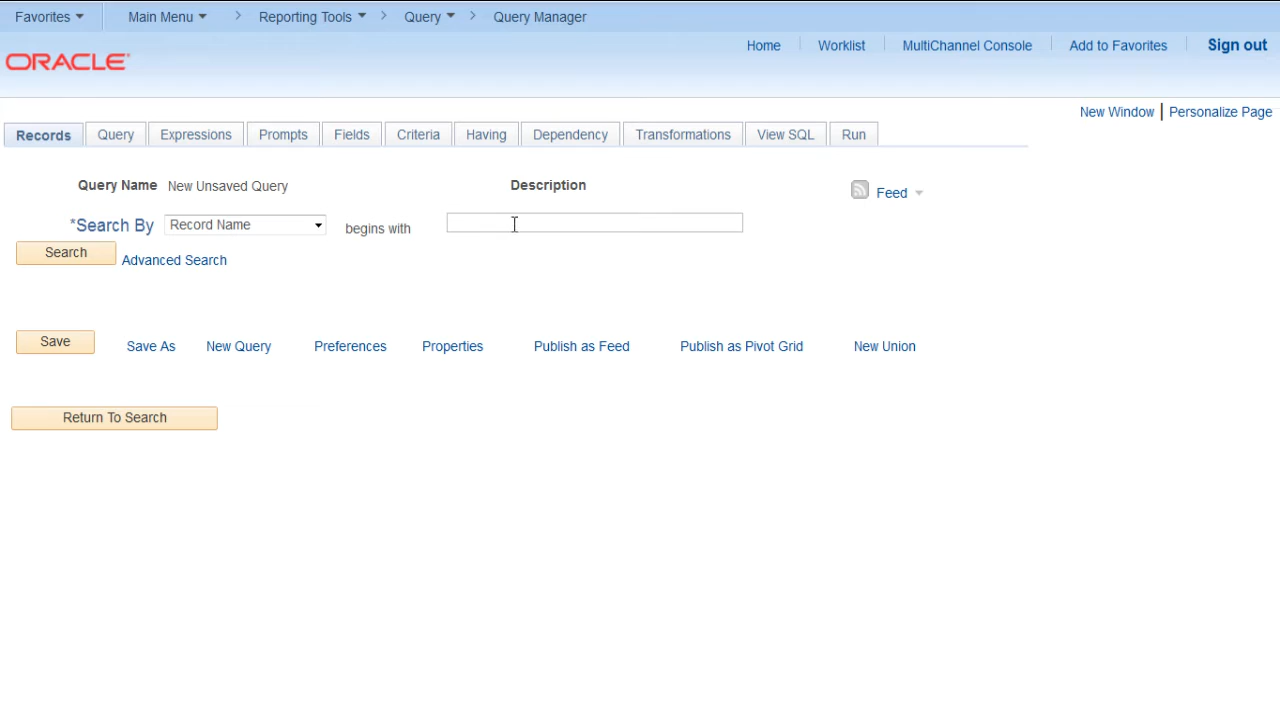 Favorites Main Menu > Reporting Tools > Query > Query Manager
Home Worklist MultiChannel Console Add to Favorites Sign out
ORACLE
New Window | Personalize Page
Records Query Expressions Prompts Fields Criteria Having Dependency Transformations View SQL Run
Query Name New Unsaved Query Description Feed
*Search By Record Name begins with
Search Advanced Search
Save Save As New Query Preferences Properties Publish as Feed Publish as Pivot Grid New Union
Return To Search